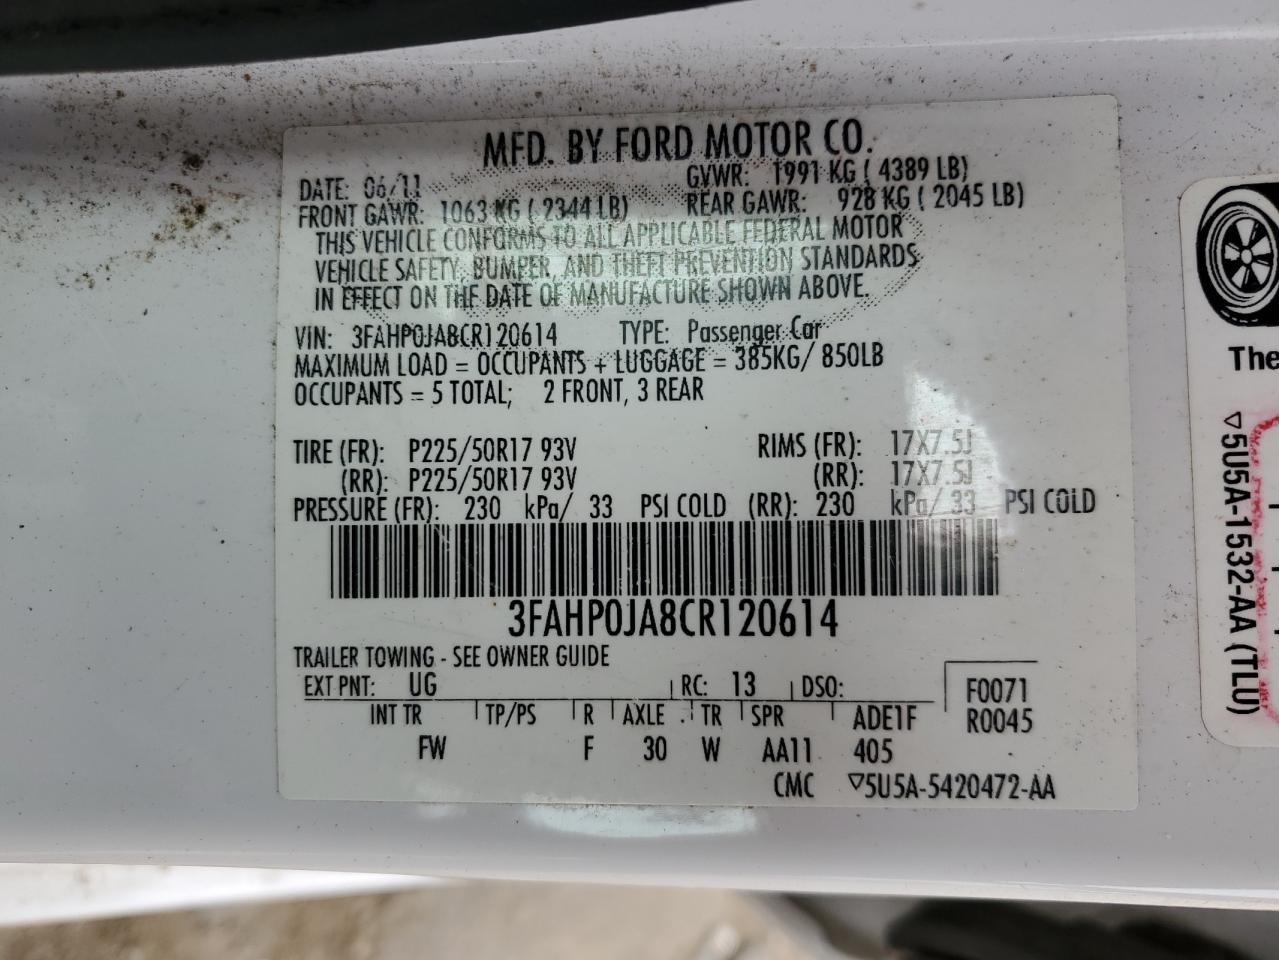 MFD. BY FORD MOTOR CO.
DATE: 06/11 GVWR: 1991 KG ( 4389 LB)
FRONT GAWR: 1063 KG ( 2344 LB) REAR GAWR: 928 KG ( 2045 LB)
THIS VEHICLE CONFORMS TO ALL APPLICABLE FEDERAL MOTOR
VEHICLE SAFETY, BUMPER, AND THEFT PREVENTION STANDARDS
IN EFFECT ON THE DATE OF MANUFACTURE SHOWN ABOVE.
VIN: 3FAHP0JA8CR120614 TYPE: Passenger Car
MAXIMUM LOAD = OCCUPANTS + LUGGAGE = 385KG/ 850LB
OCCUPANTS = 5 TOTAL; 2 FRONT, 3 REAR
TIRE (FR): P225/50R17 93V RIMS (FR): 17X7.5J
(RR): P225/50R17 93V (RR): 17X7.5J
PRESSURE (FR): 230 kPa/ 33 PSI COLD (RR): 230 kPa/ 33 PSI COLD
3FAHP0JA8CR120614
TRAILER TOWING - SEE OWNER GUIDE
EXT PNT: UG RC: 13 DSO: F0071
INT TR TP/PS R AXLE TR SPR ADE1F R0045
FW F 30 W AA11 405
CMC ▽5U5A-5420472-AA
The
▽5U5A-1532-AA (TLU)